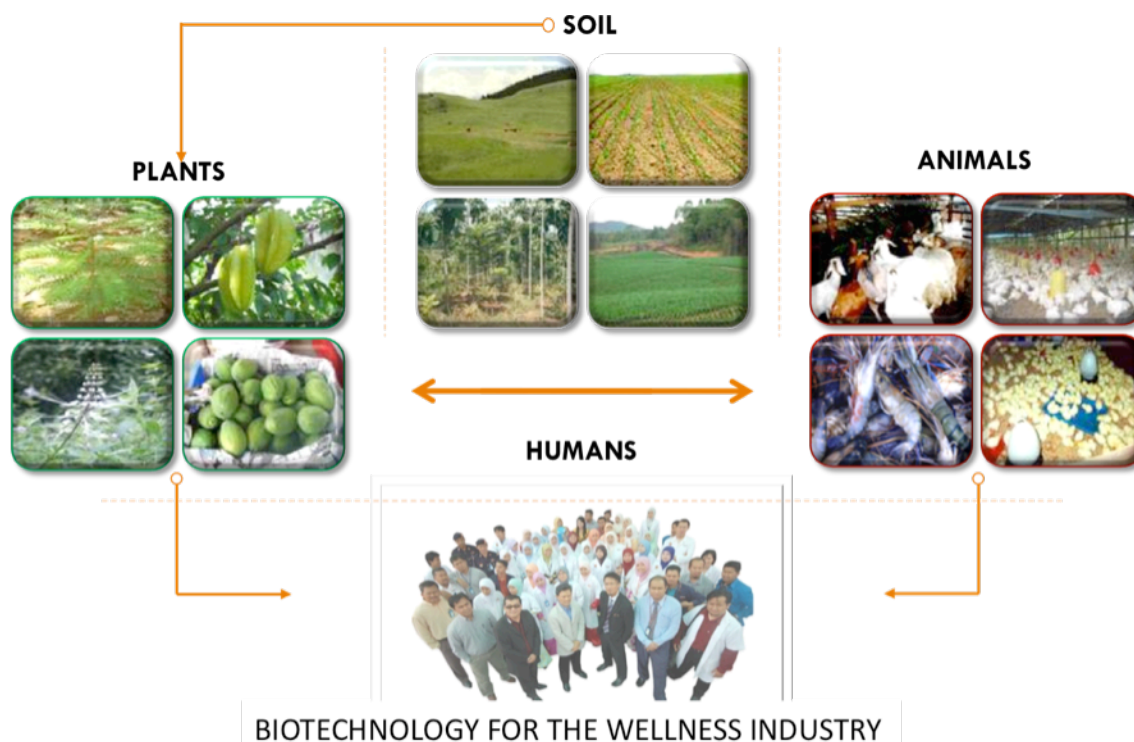 SOIL
PLANTS
ANIMALS
HUMANS
BIOTECHNOLOGY FOR THE WELLNESS INDUSTRY